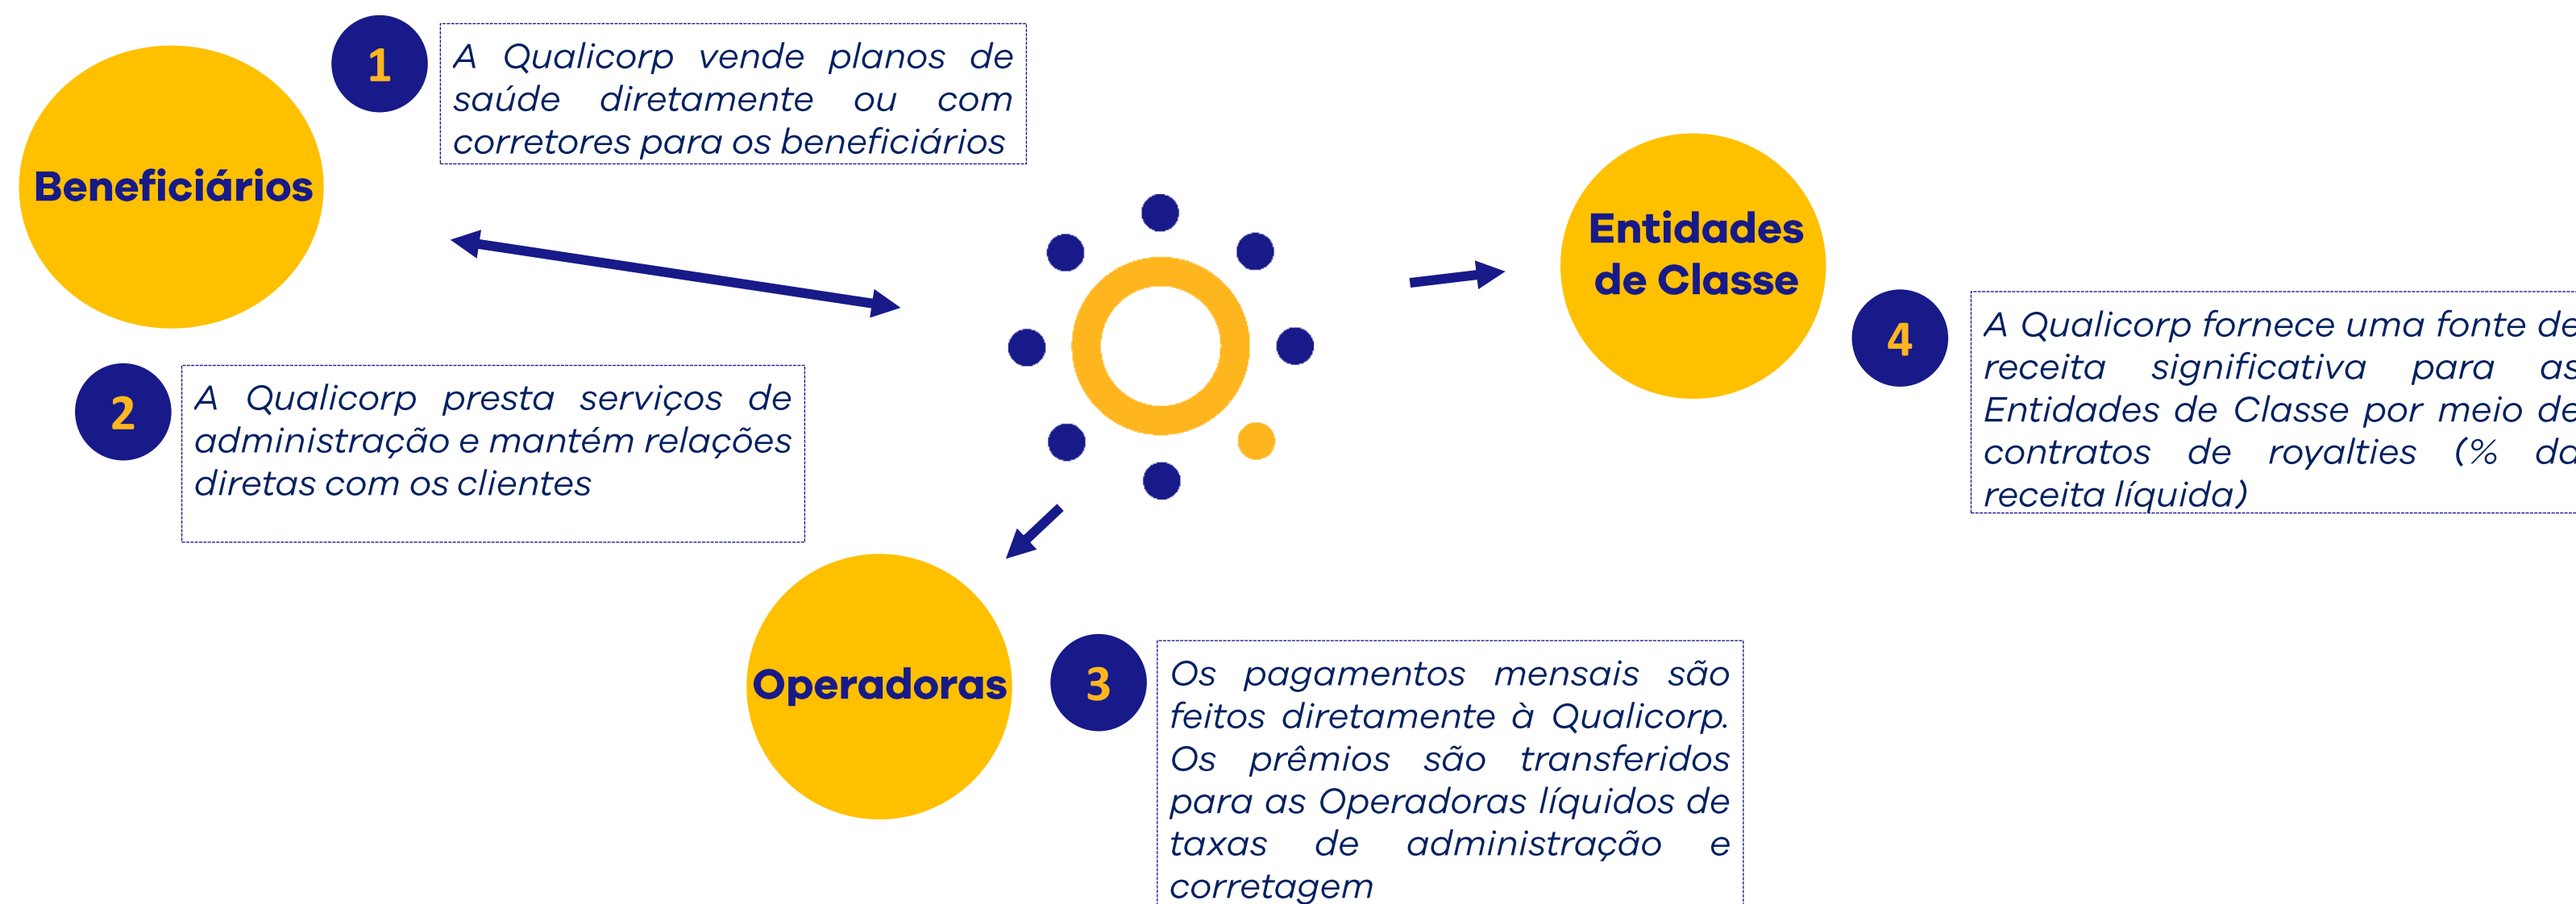 1
A Qualicorp vende planos de
saúde diretamente ou com
corretores para os beneficiários
Beneficiários
2
A Qualicorp presta serviços de
administração e mantém relações
diretas com os clientes
Entidades
de Classe
4
A Qualicorp fornece uma fonte de
receita significativa para as
Entidades de Classe por meio de
contratos de royalties (% da
receita líquida)
Operadoras
3
Os pagamentos mensais são
feitos diretamente à Qualicorp.
Os prêmios são transferidos
para as Operadoras líquidos de
taxas de administração e
corretagem